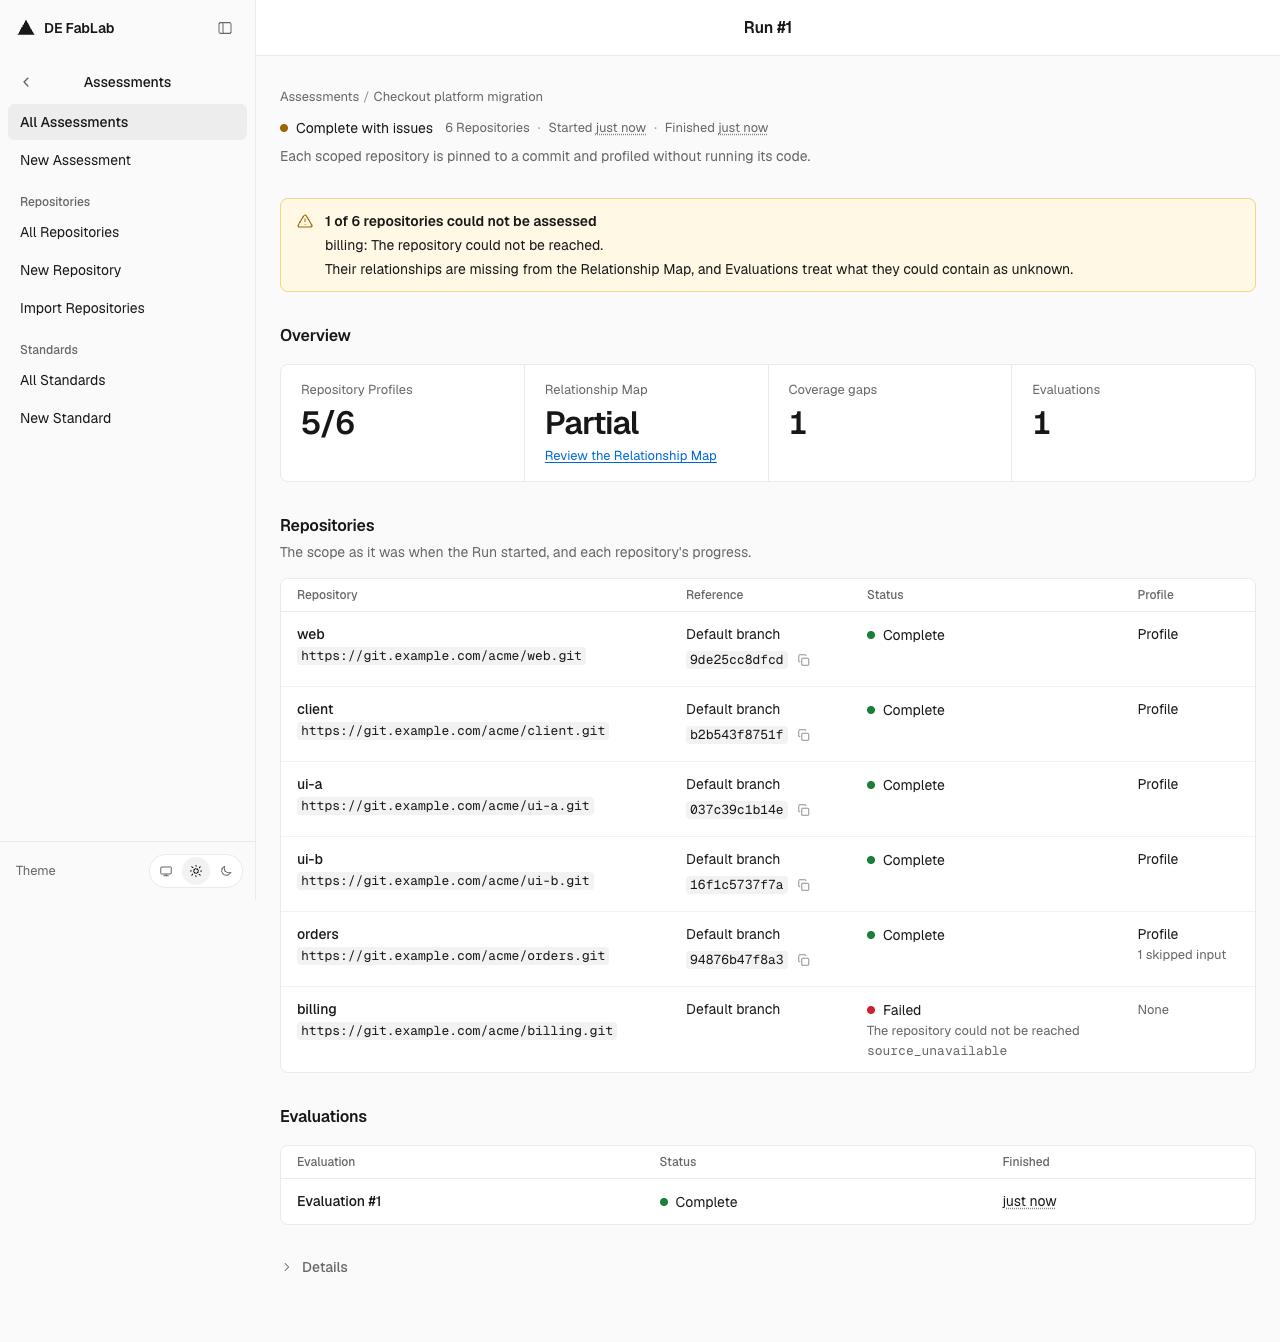 DE FabLab
Run #1
Assessments
All Assessments
New Assessment
Repositories
All Repositories
New Repository
Import Repositories
Standards
All Standards
New Standard
Theme
Assessments / Checkout platform migration
Complete with issues 6 Repositories · Started just now · Finished just now
Each scoped repository is pinned to a commit and profiled without running its code.
1 of 6 repositories could not be assessed
billing: The repository could not be reached.
Their relationships are missing from the Relationship Map, and Evaluations treat what they could contain as unknown.
Overview
Repository Profiles
5/6
Relationship Map
Partial
Review the Relationship Map
Coverage gaps
1
Evaluations
1
Repositories
The scope as it was when the Run started, and each repository's progress.
Repository Reference Status Profile
web Default branch Complete Profile
https://git.example.com/acme/web.git 9de25cc8dfcd
client Default branch Complete Profile
https://git.example.com/acme/client.git b2b543f8751f
ui-a Default branch Complete Profile
https://git.example.com/acme/ui-a.git 037c39c1b14e
ui-b Default branch Complete Profile
https://git.example.com/acme/ui-b.git 16f1c5737f7a
orders Default branch Complete Profile
https://git.example.com/acme/orders.git 94876b47f8a3 1 skipped input
billing Default branch Failed None
https://git.example.com/acme/billing.git The repository could not be reached
source_unavailable
Evaluations
Evaluation Status Finished
Evaluation #1 Complete just now
Details